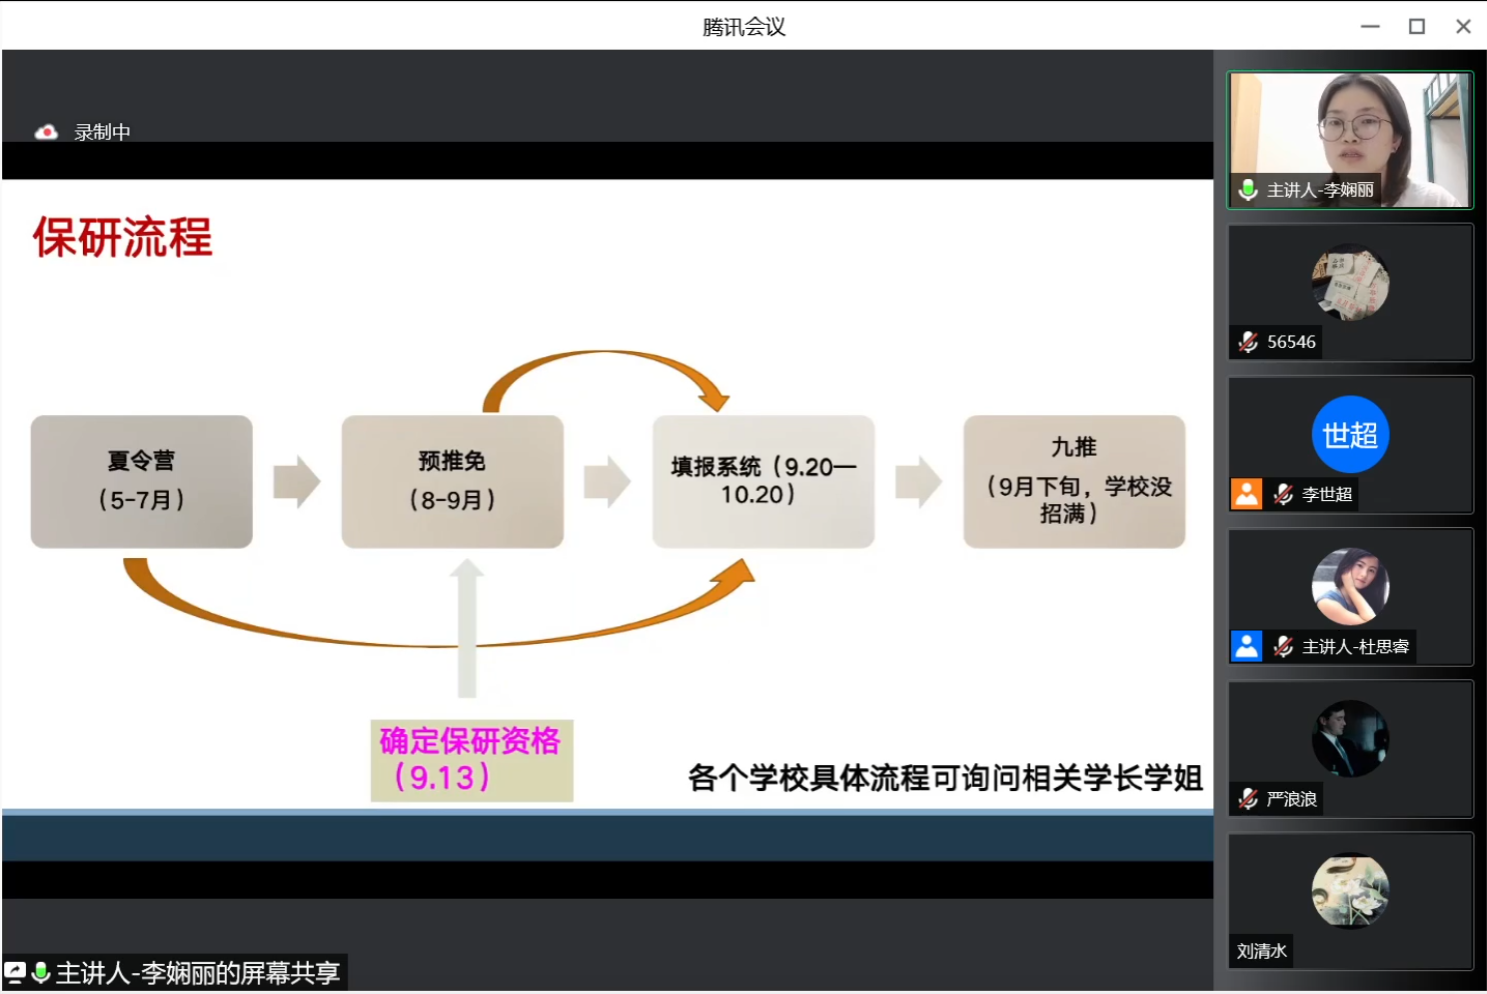 腾讯会议
录制中
保研流程
夏令营
（5-7月）
预推免
（8-9月）
填报系统（9.20—
10.20）
九推
（9月下旬，学校没
招满）
确定保研资格
（9.13）
各个学校具体流程可询问相关学长学姐
主讲人-李娴丽的屏幕共享
主讲人-李娴丽
56546
世超
李世超
主讲人-杜思睿
严浪浪
刘清水